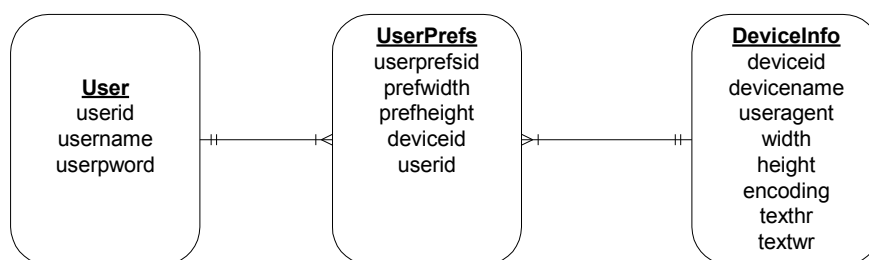 User
userid
username
userpword
UserPrefs
userprefsid
prefwidth
prefheight
deviceid
userid
DeviceInfo
deviceid
devicename
useragent
width
height
encoding
texthr
textwr